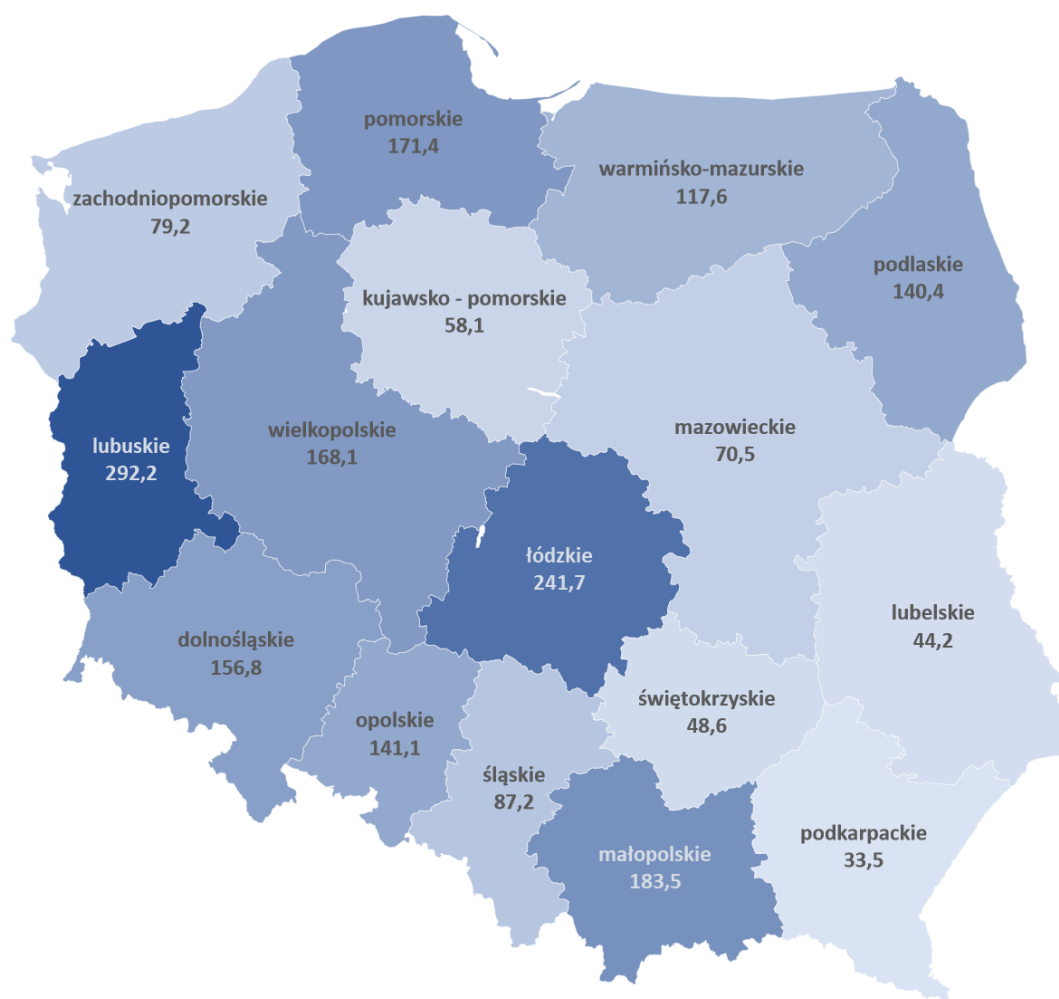 pomorskie
171,4
warmińsko-mazurskie
117,6
zachodniopomorskie
79,2
podlaskie
140,4
kujawsko - pomorskie
58,1
mazowieckie
70,5
wielkopolskie
168,1
lubuskie
292,2
łódzkie
241,7
lubelskie
44,2
dolnośląskie
156,8
świętokrzyskie
48,6
opolskie
141,1
śląskie
87,2
podkarpackie
33,5
małopolskie
183,5